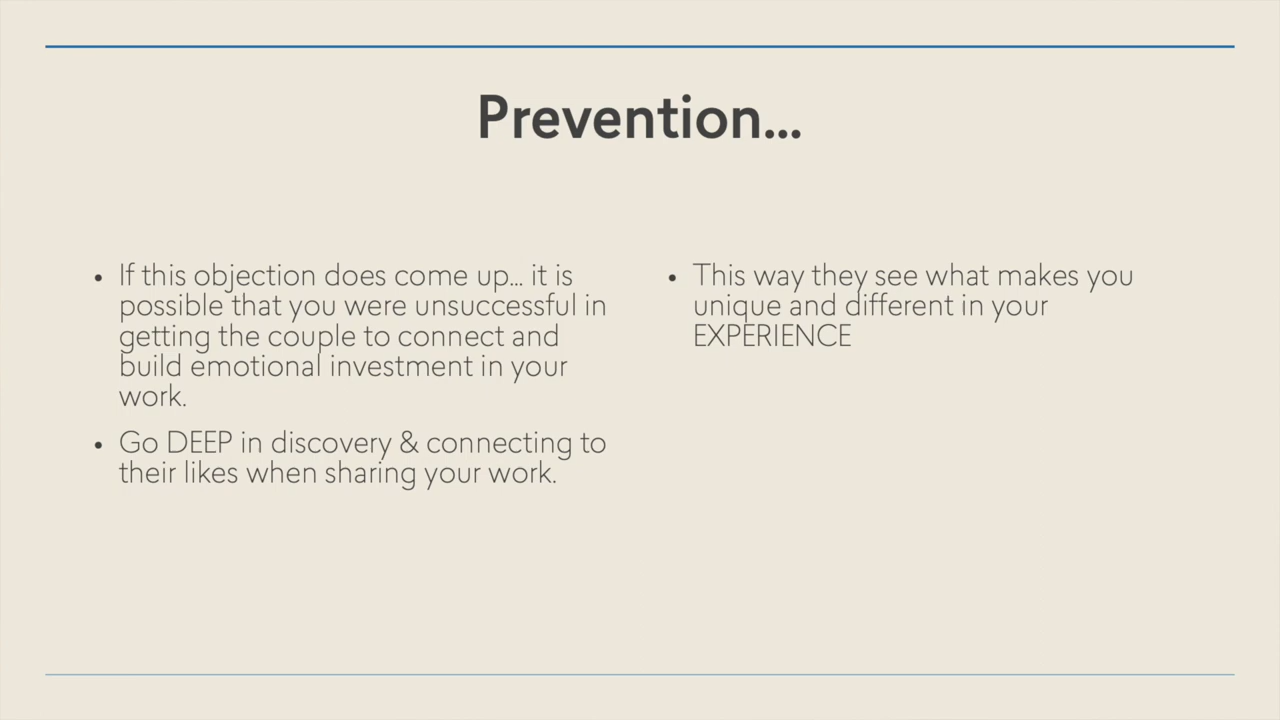 Prevention...
• If this objection does come up... it is
possible that you were unsuccessful in
getting the couple to connect and
build emotional investment in your
work.
• Go DEEP in discovery & connecting to
their likes when sharing your work.
• This way they see what makes you
unique and different in your
EXPERIENCE